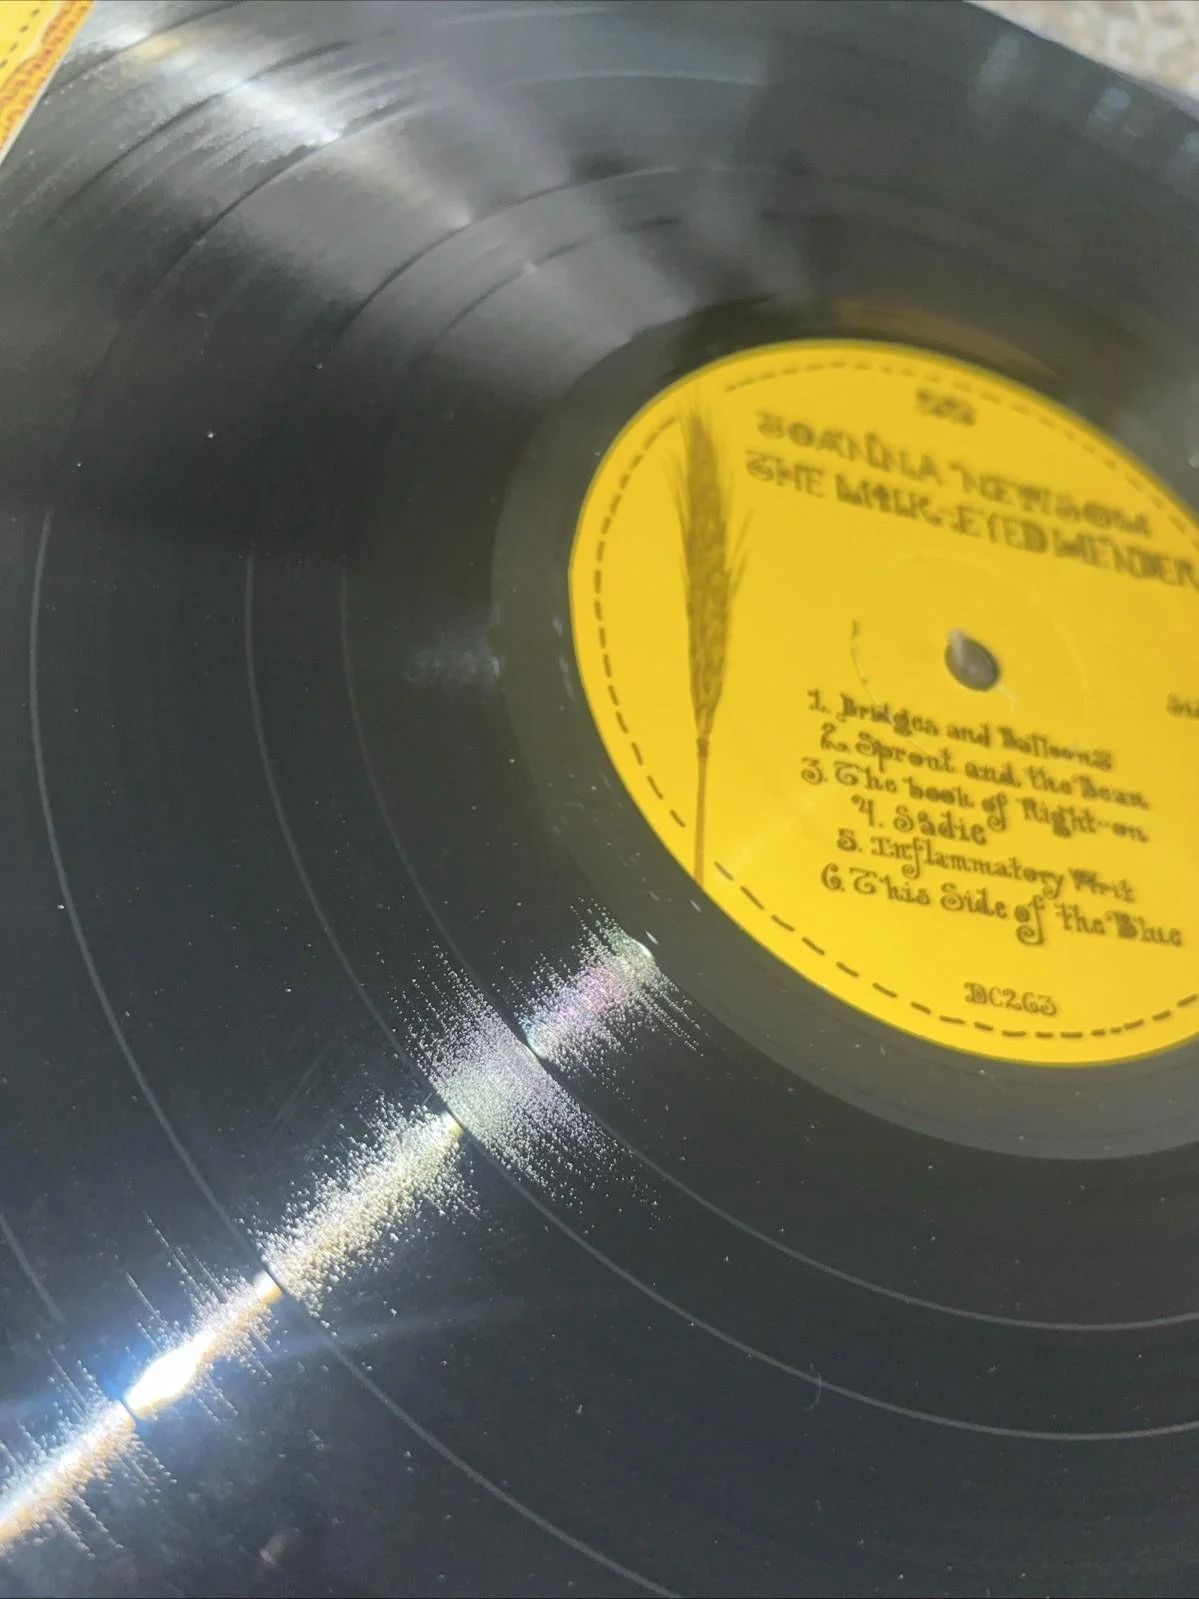 JOANNA NEWSOM
THE MILK-EYED MENDER
1. Bridges and Balloons
2. Sprout and the Bean
3. The book of Right-on
4. Sadie
5. Inflammatory Writ
6. This Side of the Blue
DC263